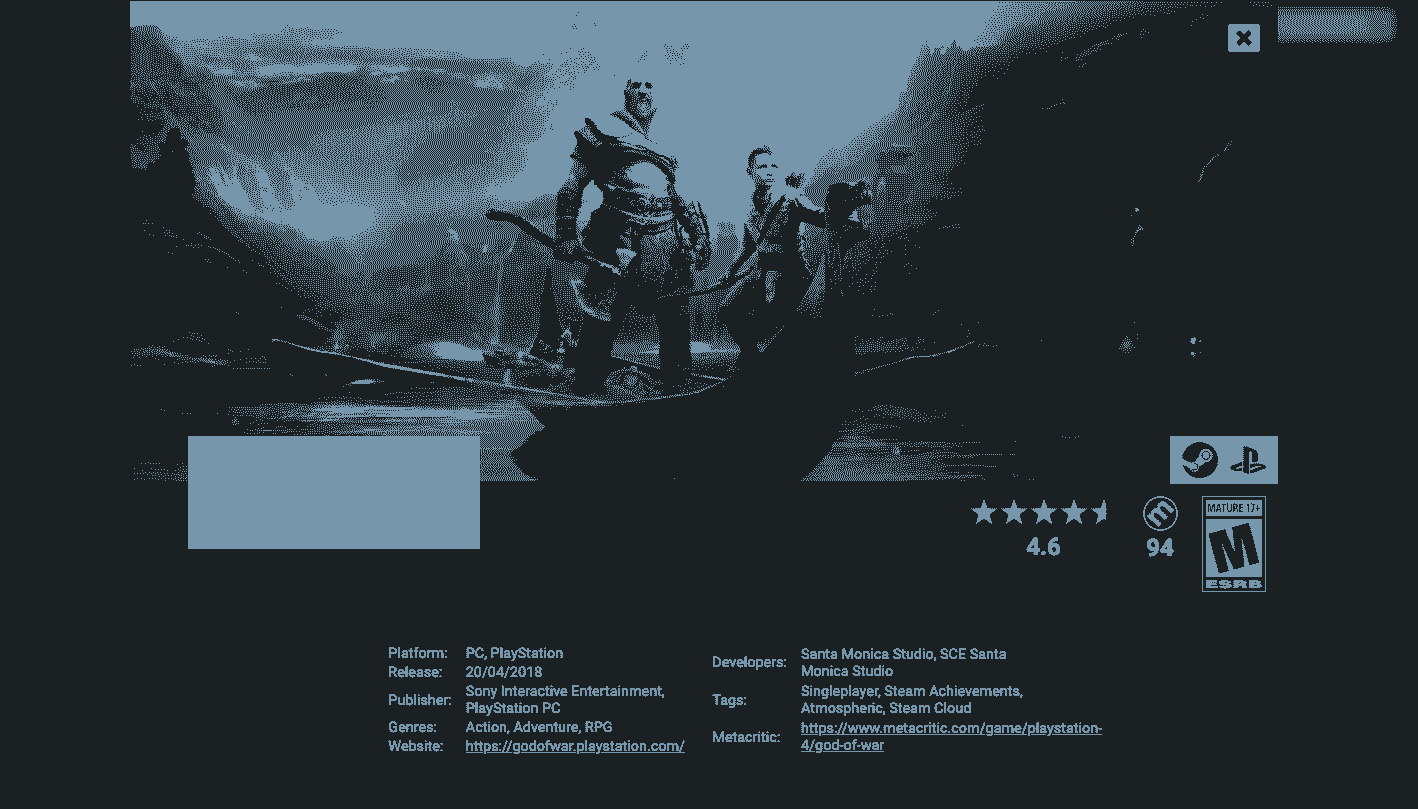 4.6
94
MATURE 17+
M
ESRB
Platform: PC, PlayStation
Release: 20/04/2018
Publisher: Sony Interactive Entertainment,
PlayStation PC
Genres: Action, Adventure, RPG
Website: https://godofwar.playstation.com/
Developers: Santa Monica Studio, SCE Santa
Monica Studio
Tags: Singleplayer, Steam Achievements,
Atmospheric, Steam Cloud
Metacritic: https://www.metacritic.com/game/playstation-
4/god-of-war